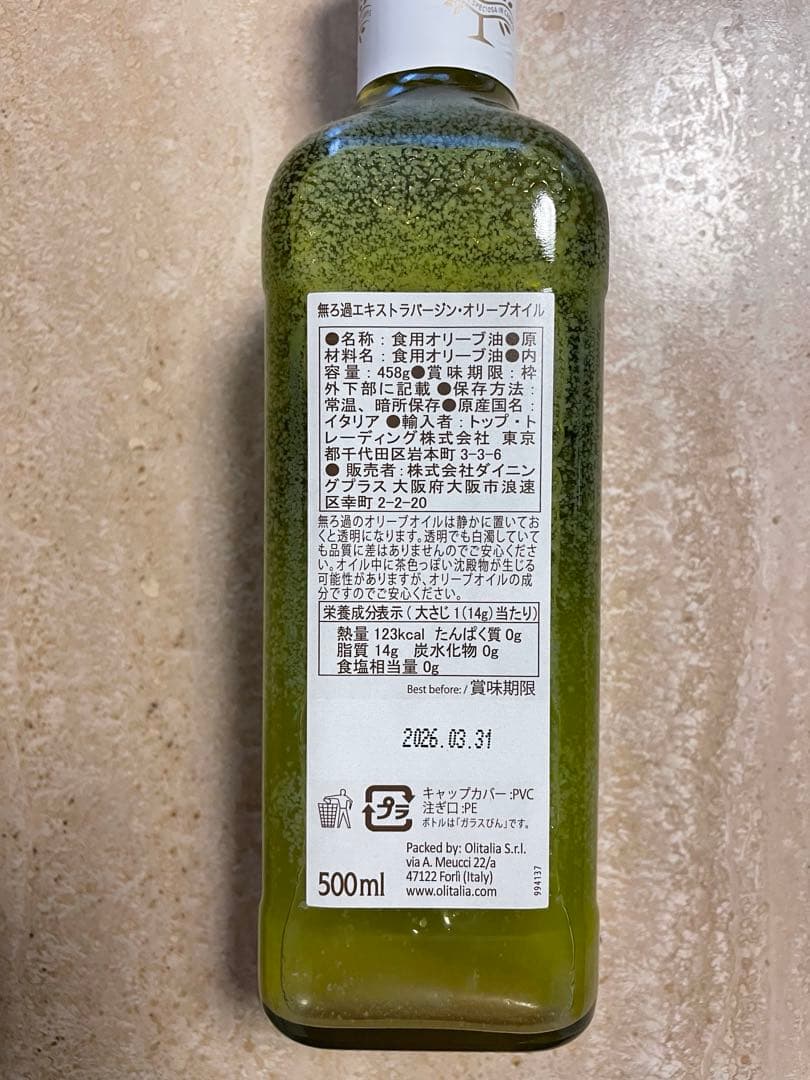 SPECIOSA IN CAMPIS
無ろ過エキストラバージン・オリーブオイル
●名称：食用オリーブ油●原
材料名：食用オリーブ油●内
容量：458g●賞味期限：枠
外下部に記載 ●保存方法：
常温、暗所保存●原産国名：
イタリア ●輸入者：トップ・ト
レーディング株式会社 東京
都千代田区岩本町 3-3-6
● 販売者：株式会社ダイニン
グプラス 大阪府大阪市浪速
区幸町 2-2-20
無ろ過のオリーブオイルは静かに置いてお
くと透明になります。透明でも白濁していて
も品質に差はありませんのでご安心くださ
い。オイル中に茶色っぽい沈殿物が生じる
可能性がありますが、オリーブオイルの成
分ですのでご安心ください。
栄養成分表示（ 大さじ 1（14g）当たり）
熱量 123kcal たんぱく質 0g
脂質 14g 炭水化物 0g
食塩相当量 0g
Best before: / 賞味期限
2026.03.31
プラ
キャップカバー :PVC
注ぎ口 :PE
ボトルは「ガラスびん」です。
Packed by: Olitalia S.r.l.
via A. Meucci 22/a
47122 Forlì (Italy)
www.olitalia.com
500ml
994137